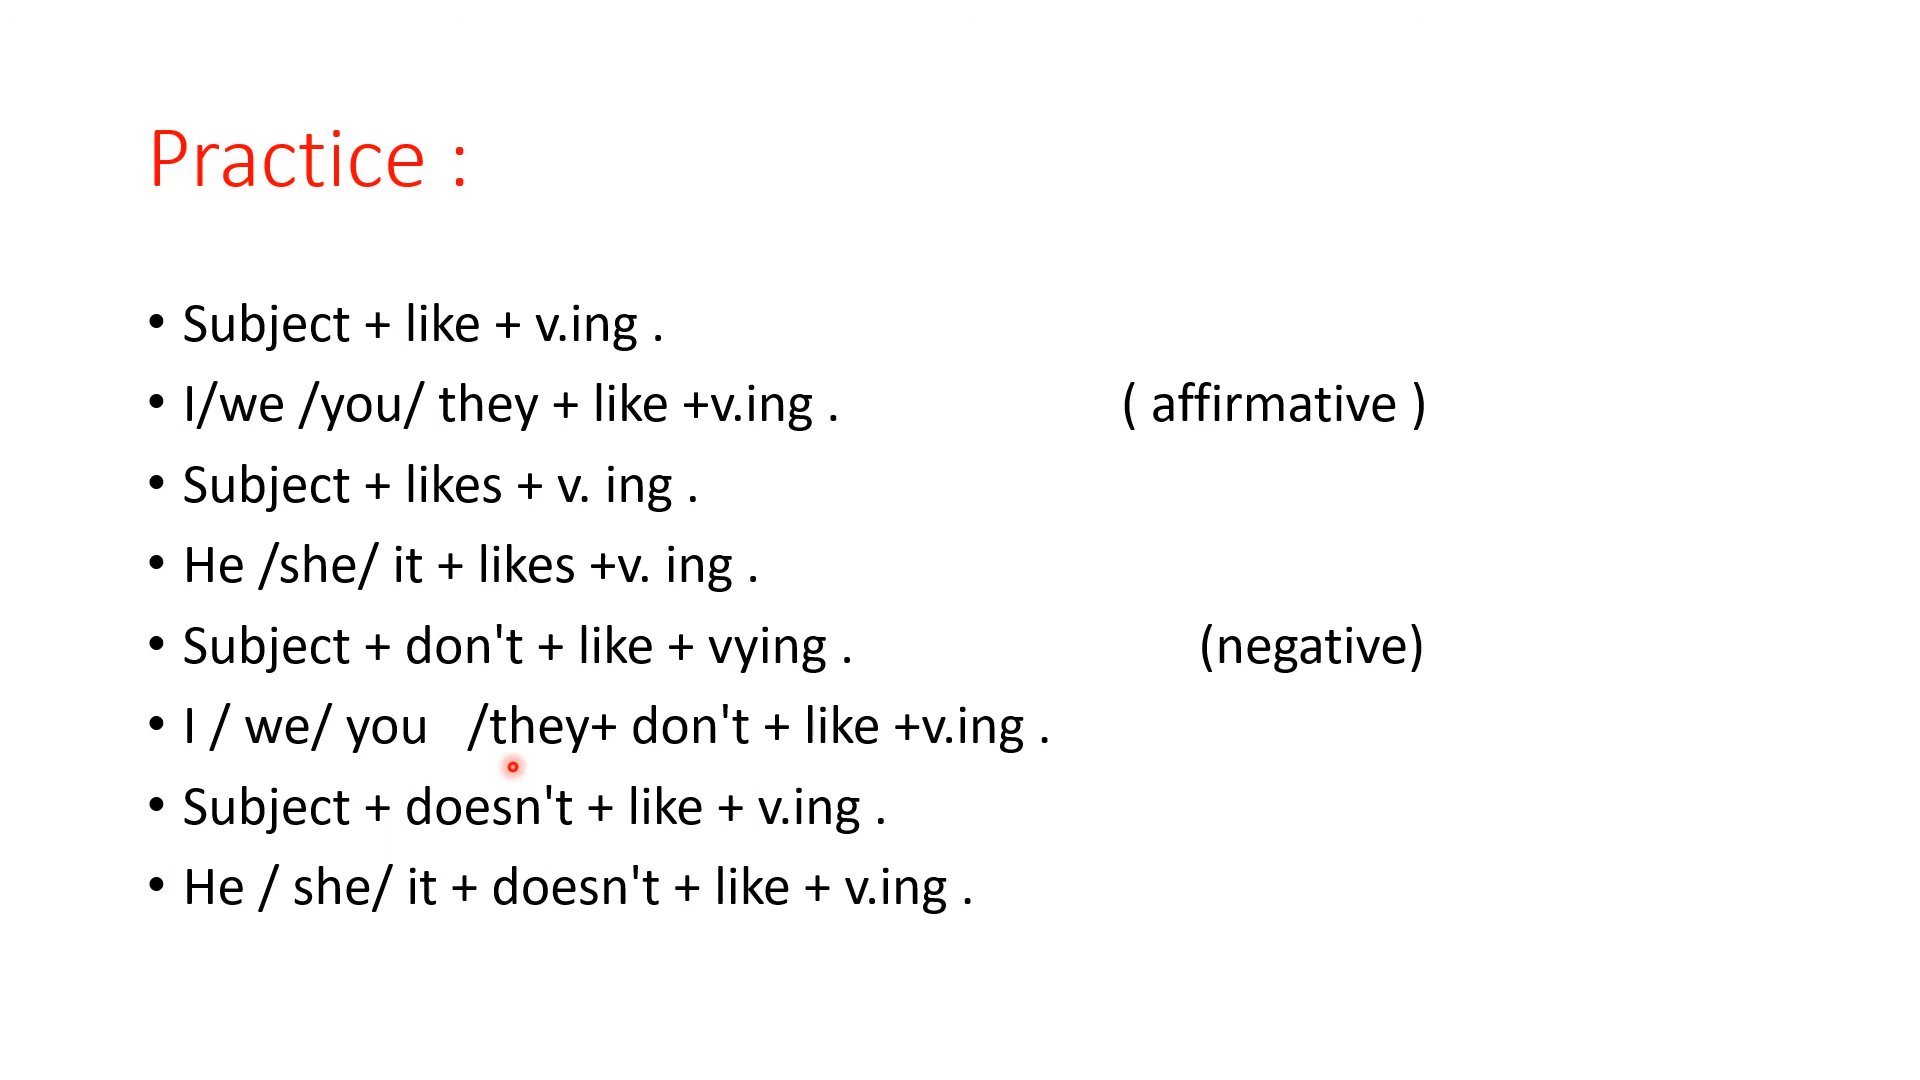 Practice :
• Subject + like + v.ing .
• I/we /you/ they + like +v.ing . ( affirmative )
• Subject + likes + v. ing .
• He /she/ it + likes +v. ing .
• Subject + don't + like + vying . (negative)
• I / we/ you /they+ don't + like +v.ing .
• Subject + doesn't + like + v.ing .
• He / she/ it + doesn't + like + v.ing .